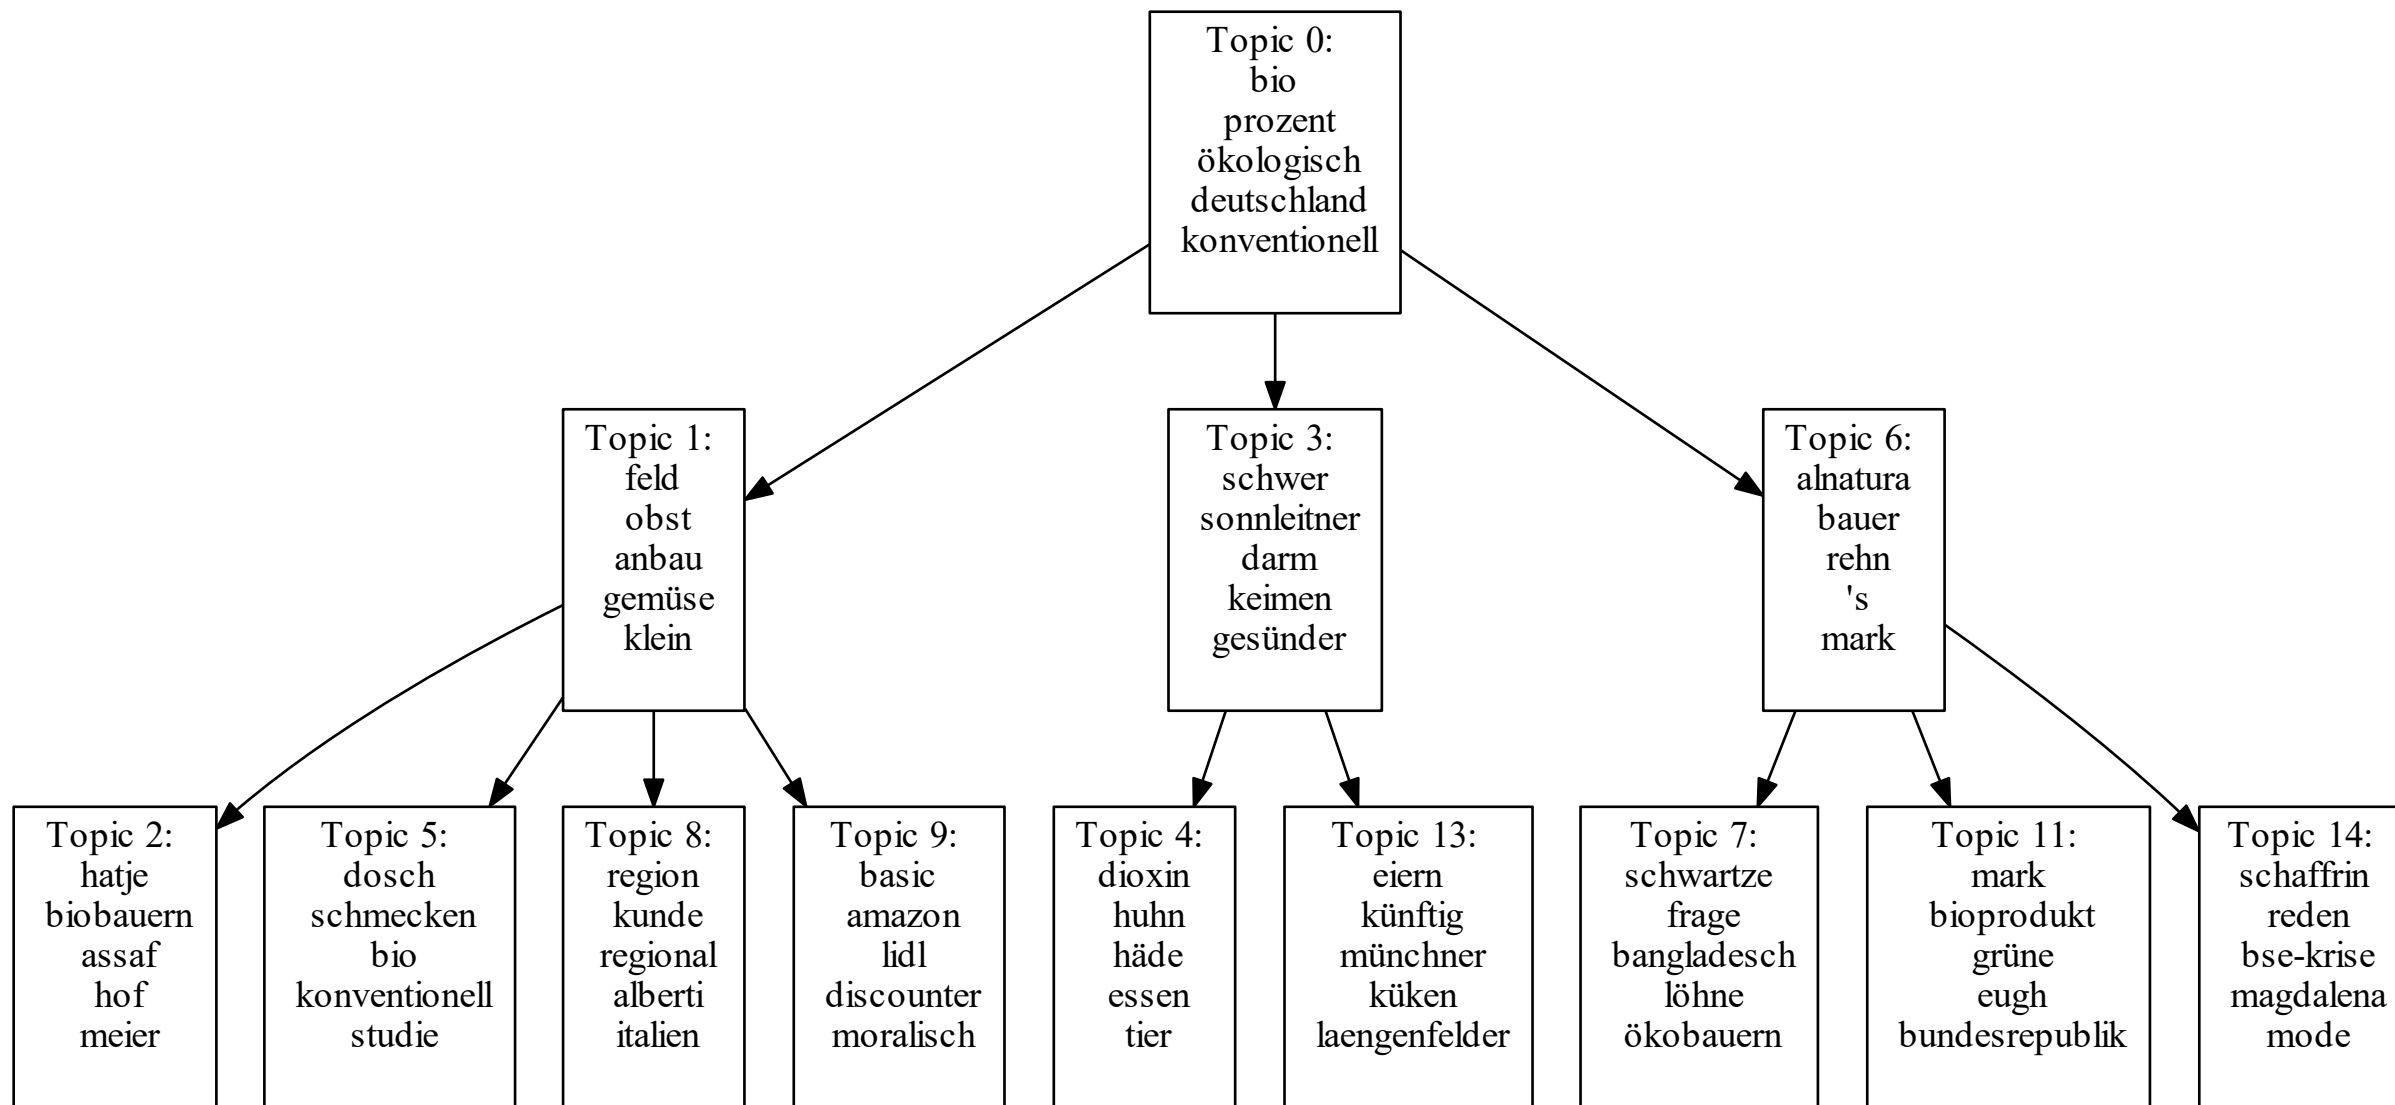 Topic 0:
bio
prozent
ökologisch
deutschland
konventionell
Topic 1:
feld
obst
anbau
gemüse
klein
Topic 3:
schwer
sonnleitner
darm
keimen
gesünder
Topic 6:
alnatura
bauer
rehn
's
mark
Topic 2:
hatje
biobauern
assaf
hof
meier
Topic 5:
dosch
schmecken
bio
konventionell
studie
Topic 8:
region
kunde
regional
alberti
italien
Topic 9:
basic
amazon
lidl
discounter
moralisch
Topic 4:
dioxin
huhn
häde
essen
tier
Topic 13:
eiern
künftig
münchner
küken
laengenfelder
Topic 7:
schwartze
frage
bangladesch
löhne
ökobauern
Topic 11:
mark
bioprodukt
grüne
eugh
bundesrepublik
Topic 14:
schaffrin
reden
bse-krise
magdalena
mode